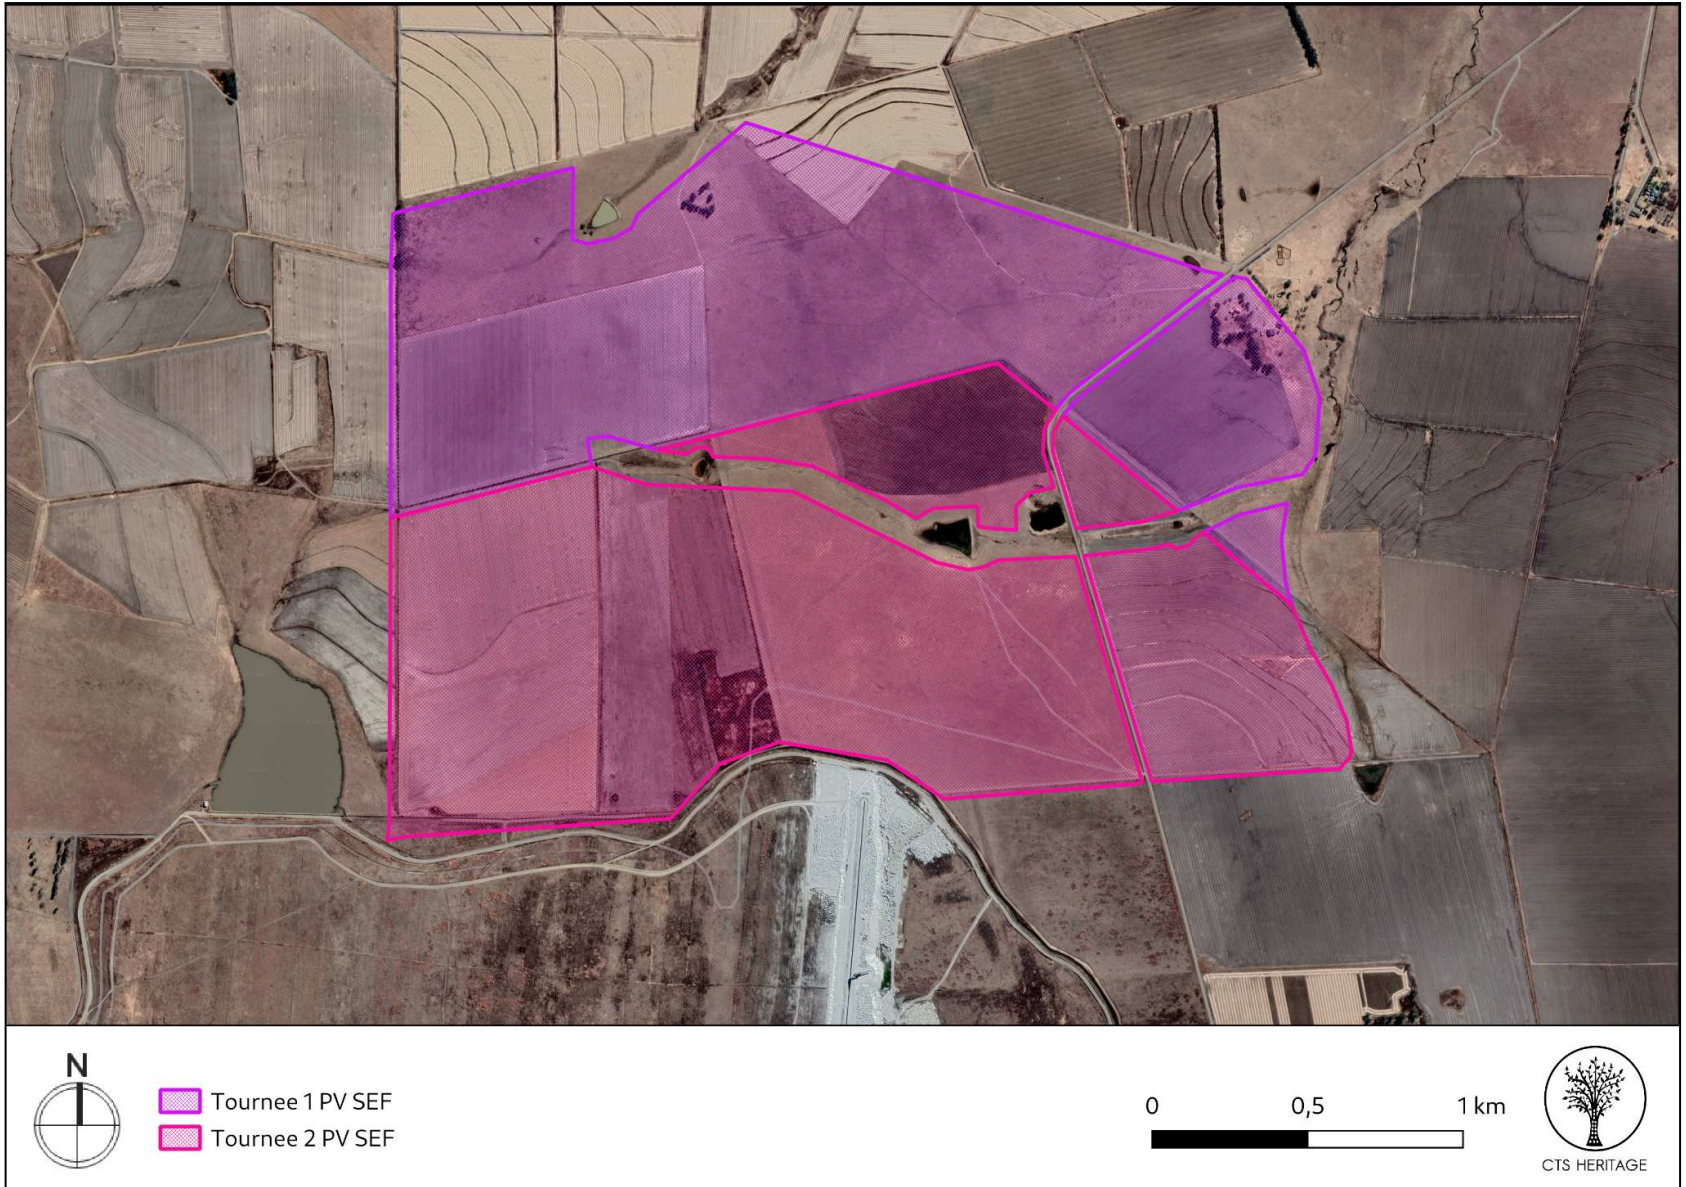 N
Tournee 1 PV SEF
Tournee 2 PV SEF
0 0,5 1 km
CTS HERITAGE